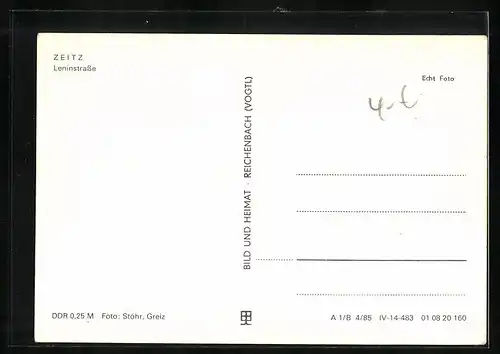 ZEITZ
Leninstraße
BILD UND HEIMAT · REICHENBACH (VOGTL)
Echt Foto
4,-€
DDR 0,25 M Foto: Stöhr, Greiz
A 1/B 4/85 IV-14-483 01 08 20 160